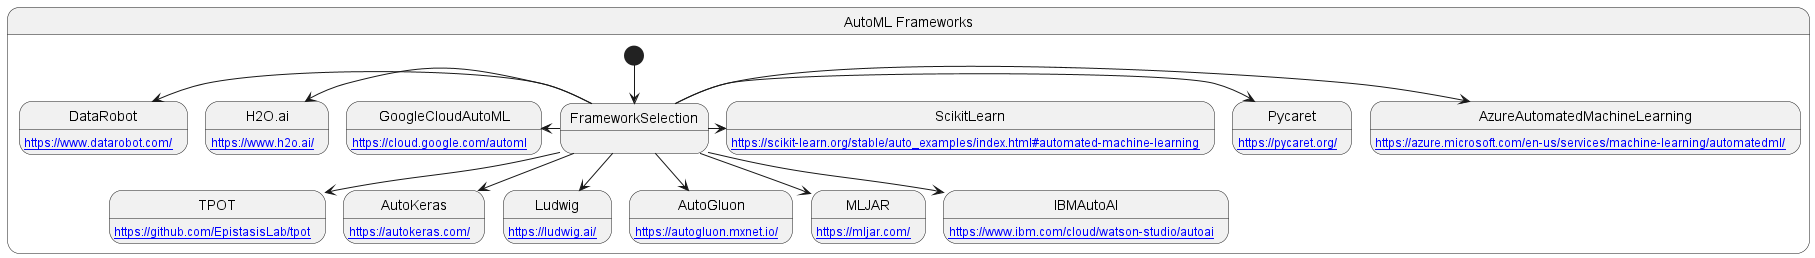 AutoML Frameworks
DataRobot
https://www.datarobot.com/
H2O.ai
https://www.h2o.ai/
GoogleCloudAutoML
https://cloud.google.com/automl
FrameworkSelection
ScikitLearn
https://scikit-learn.org/stable/auto_examples/index.html#automated-machine-learning
Pycaret
https://pycaret.org/
AzureAutomatedMachineLearning
https://azure.microsoft.com/en-us/services/machine-learning/automatedml/
TPOT
https://github.com/EpistasisLab/tpot
AutoKeras
https://autokeras.com/
Ludwig
https://ludwig.ai/
AutoGluon
https://autogluon.mxnet.io/
MLJAR
https://mljar.com/
IBMAutoAI
https://www.ibm.com/cloud/watson-studio/autoai